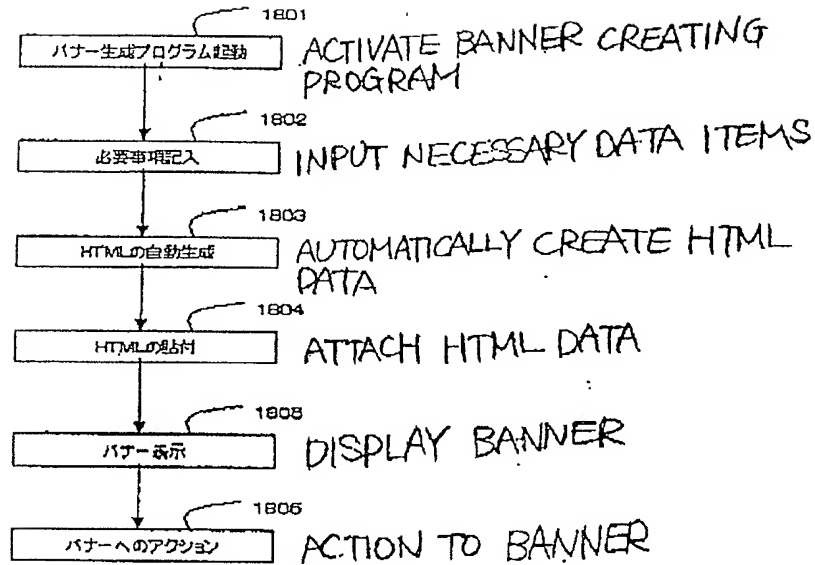 1801
バナー生成プログラム起動
ACTIVATE BANNER CREATING
PROGRAM
1802
必要事項記入
INPUT NECESSARY DATA ITEMS
1803
HTMLの自動生成
AUTOMATICALLY CREATE HTML
DATA
1804
HTMLの貼付
ATTACH HTML DATA
1805
バナー表示
DISPLAY BANNER
1806
バナーへのアクション
ACTION TO BANNER